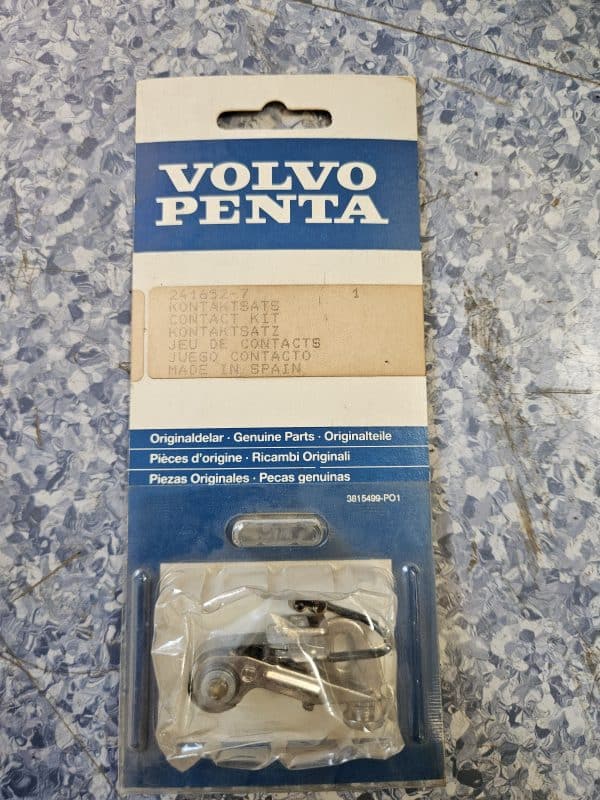 VOLVO
PENTA
241652-7 1
KONTAKTSATS
CONTACT KIT
KONTAKTSATZ
JEU DE CONTACTS
JUEGO CONTACTO
MADE IN SPAIN
Originaldelar · Genuine Parts · Originalteile
Pièces d'origine · Ricambi Originali
Piezas Originales · Pecas genuinas
3815499-PO1